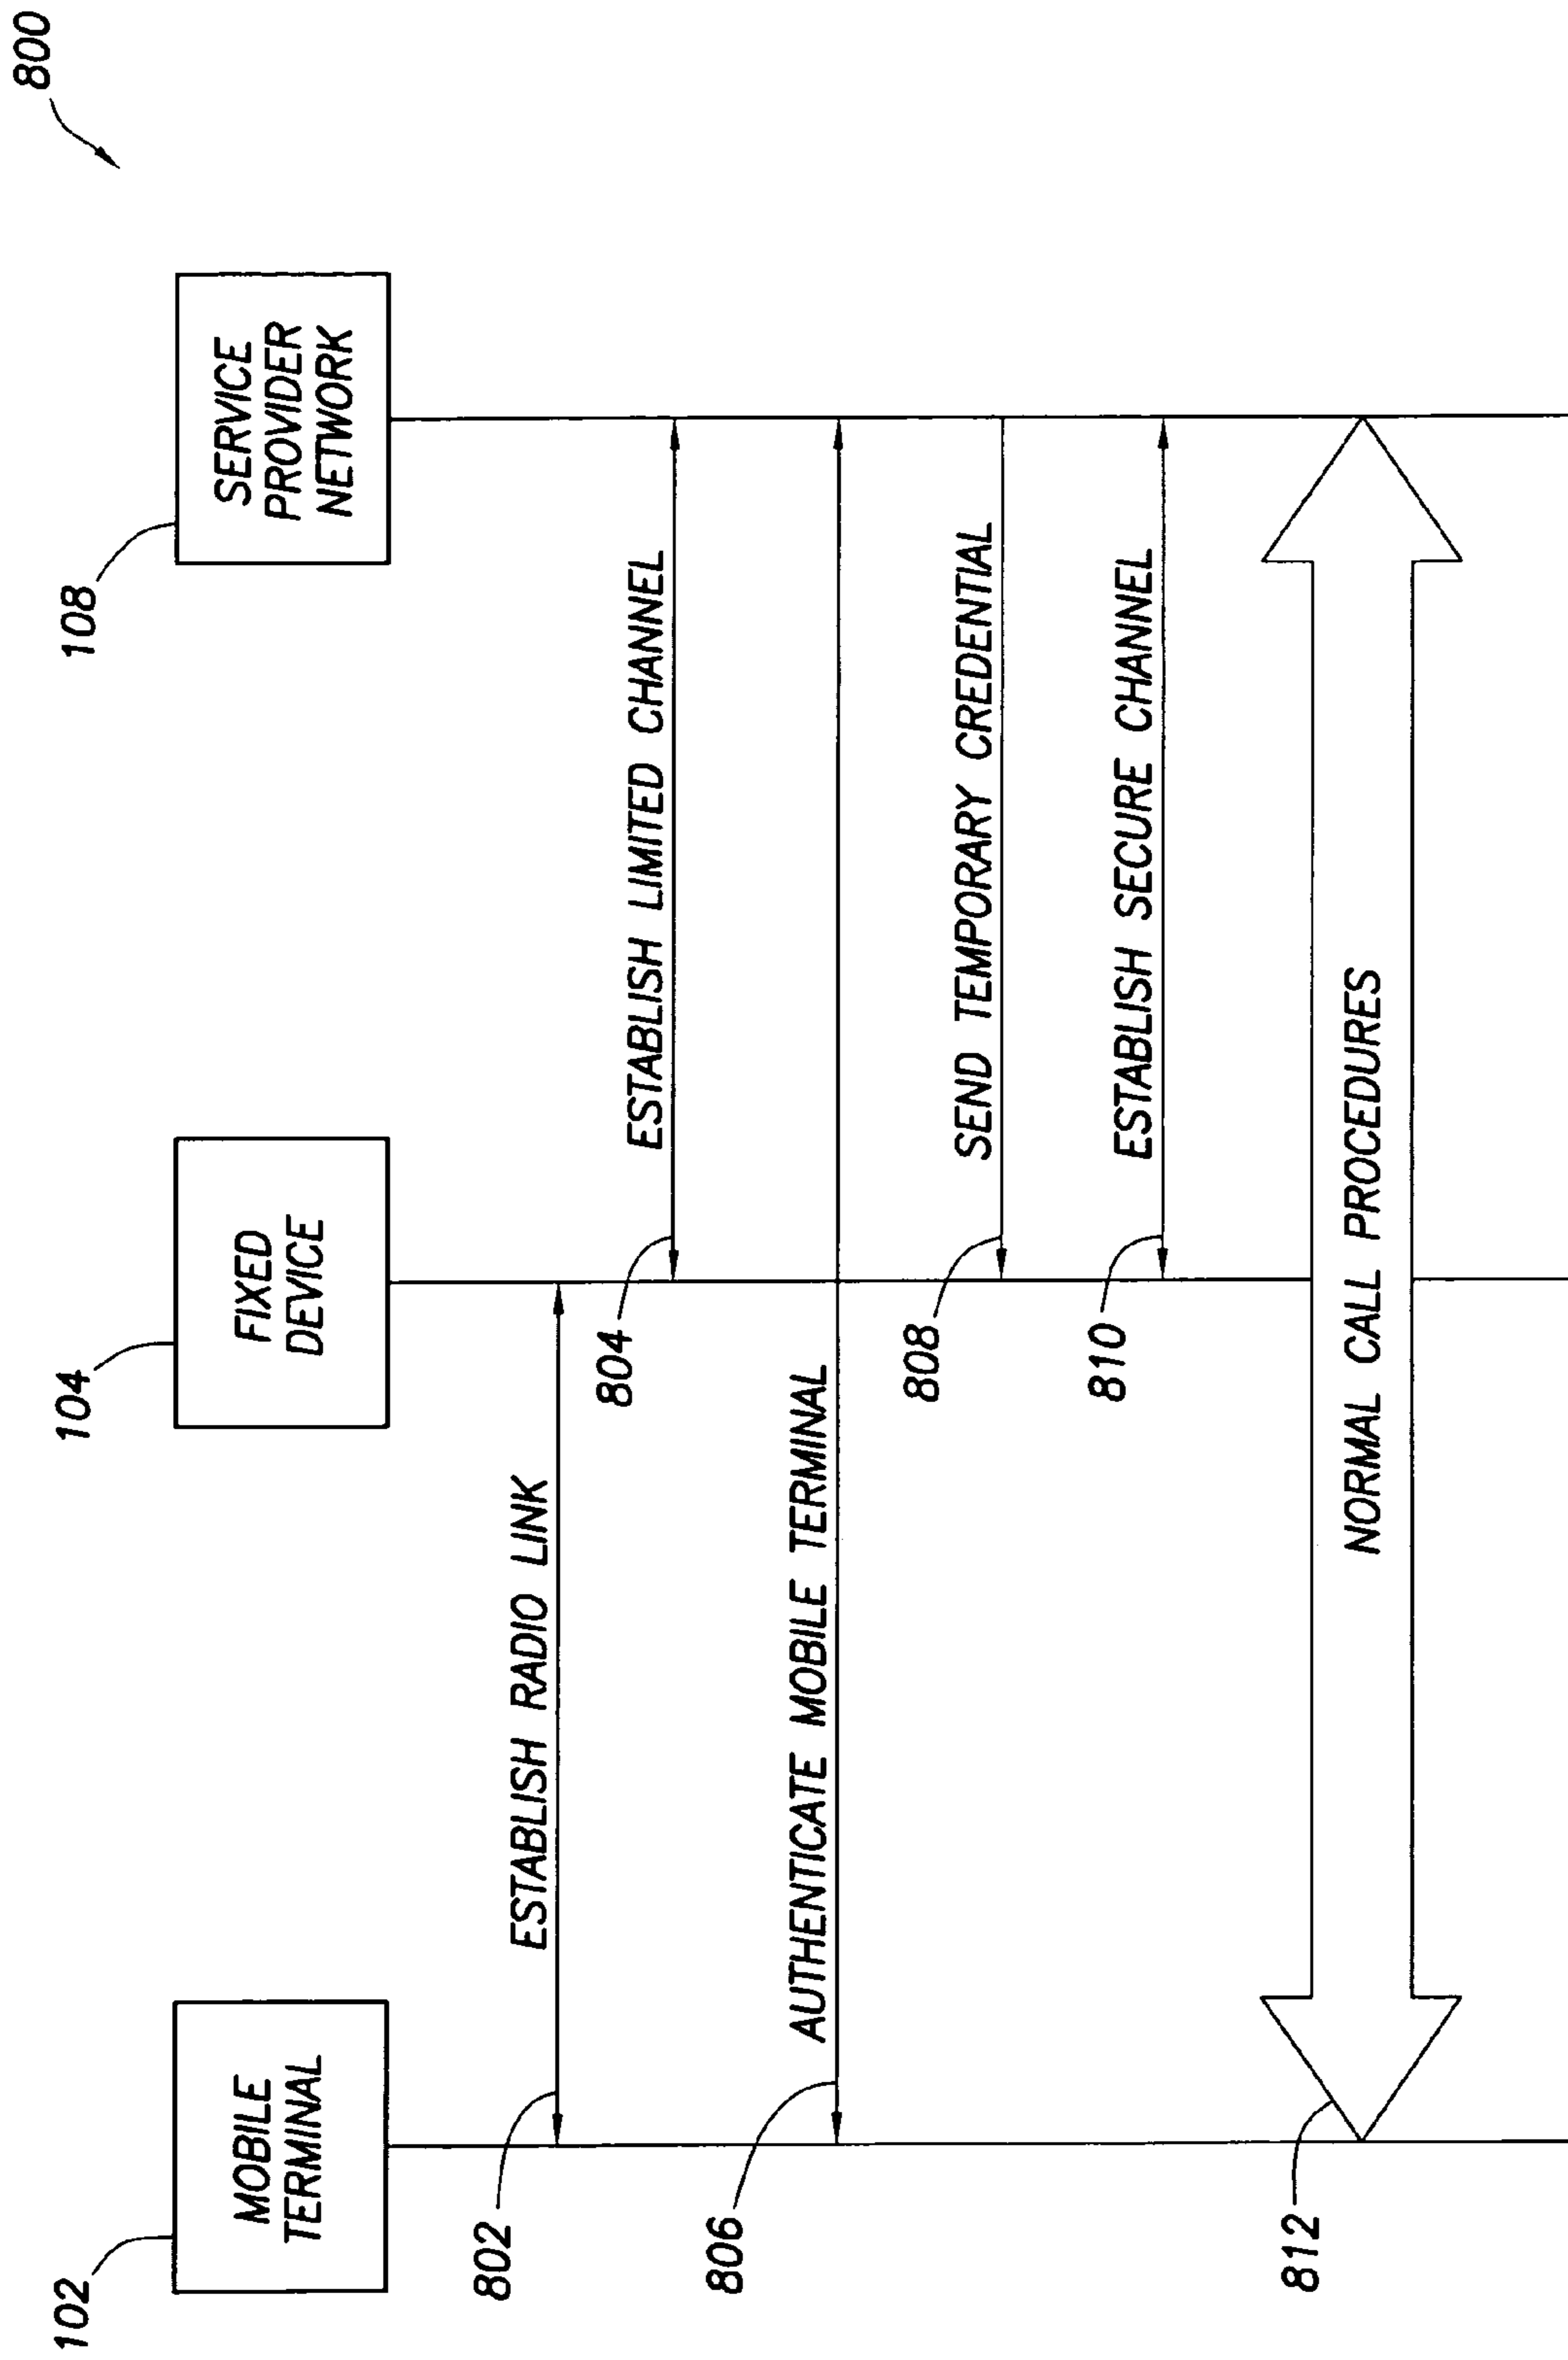 800
102
MOBILE
TERMINAL
104
FIXED
DEVICE
108
SERVICE
PROVIDER
NETWORK
802
ESTABLISH RADIO LINK
804
ESTABLISH LIMITED CHANNEL
806
AUTHENTICATE MOBILE TERMINAL
808
SEND TEMPORARY CREDENTIAL
810
ESTABLISH SECURE CHANNEL
812
NORMAL CALL PROCEDURES